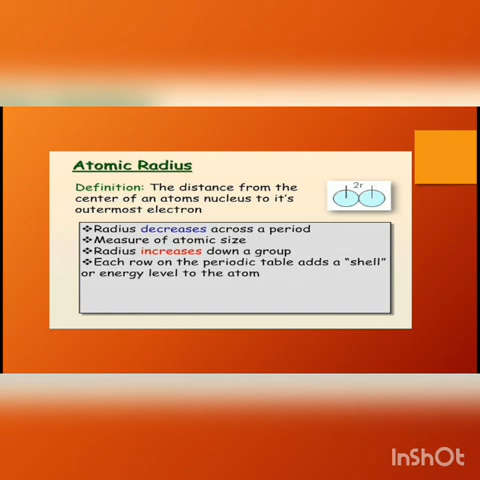 Atomic Radius
Definition: The distance from the
center of an atoms nucleus to it's
outermost electron
2r
❖Radius decreases across a period
❖Measure of atomic size
❖Radius increases down a group
❖Each row on the periodic table adds a "shell"
or energy level to the atom
InShOt